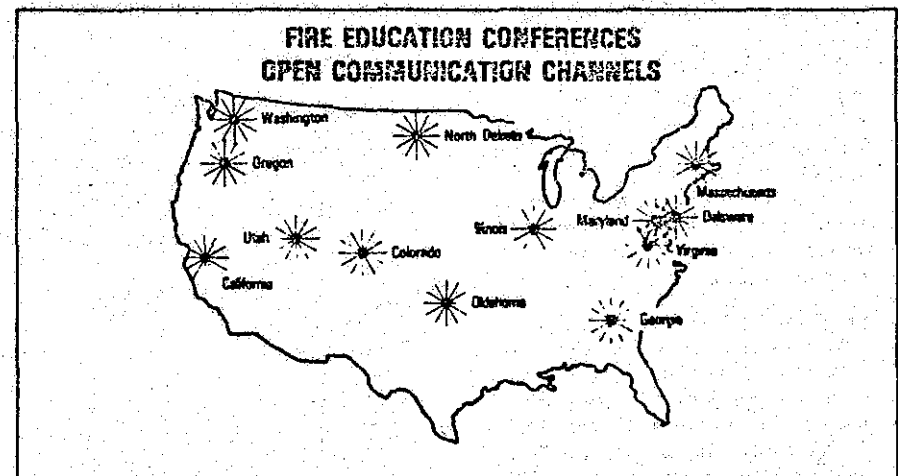 FIRE EDUCATION CONFERENCES
OPEN COMMUNICATION CHANNELS
Washington
North Dakota
Oregon
Massachusetts
Maryland
Delaware
Illinois
Utah
Colorado
Virginia
California
Oklahoma
Georgia